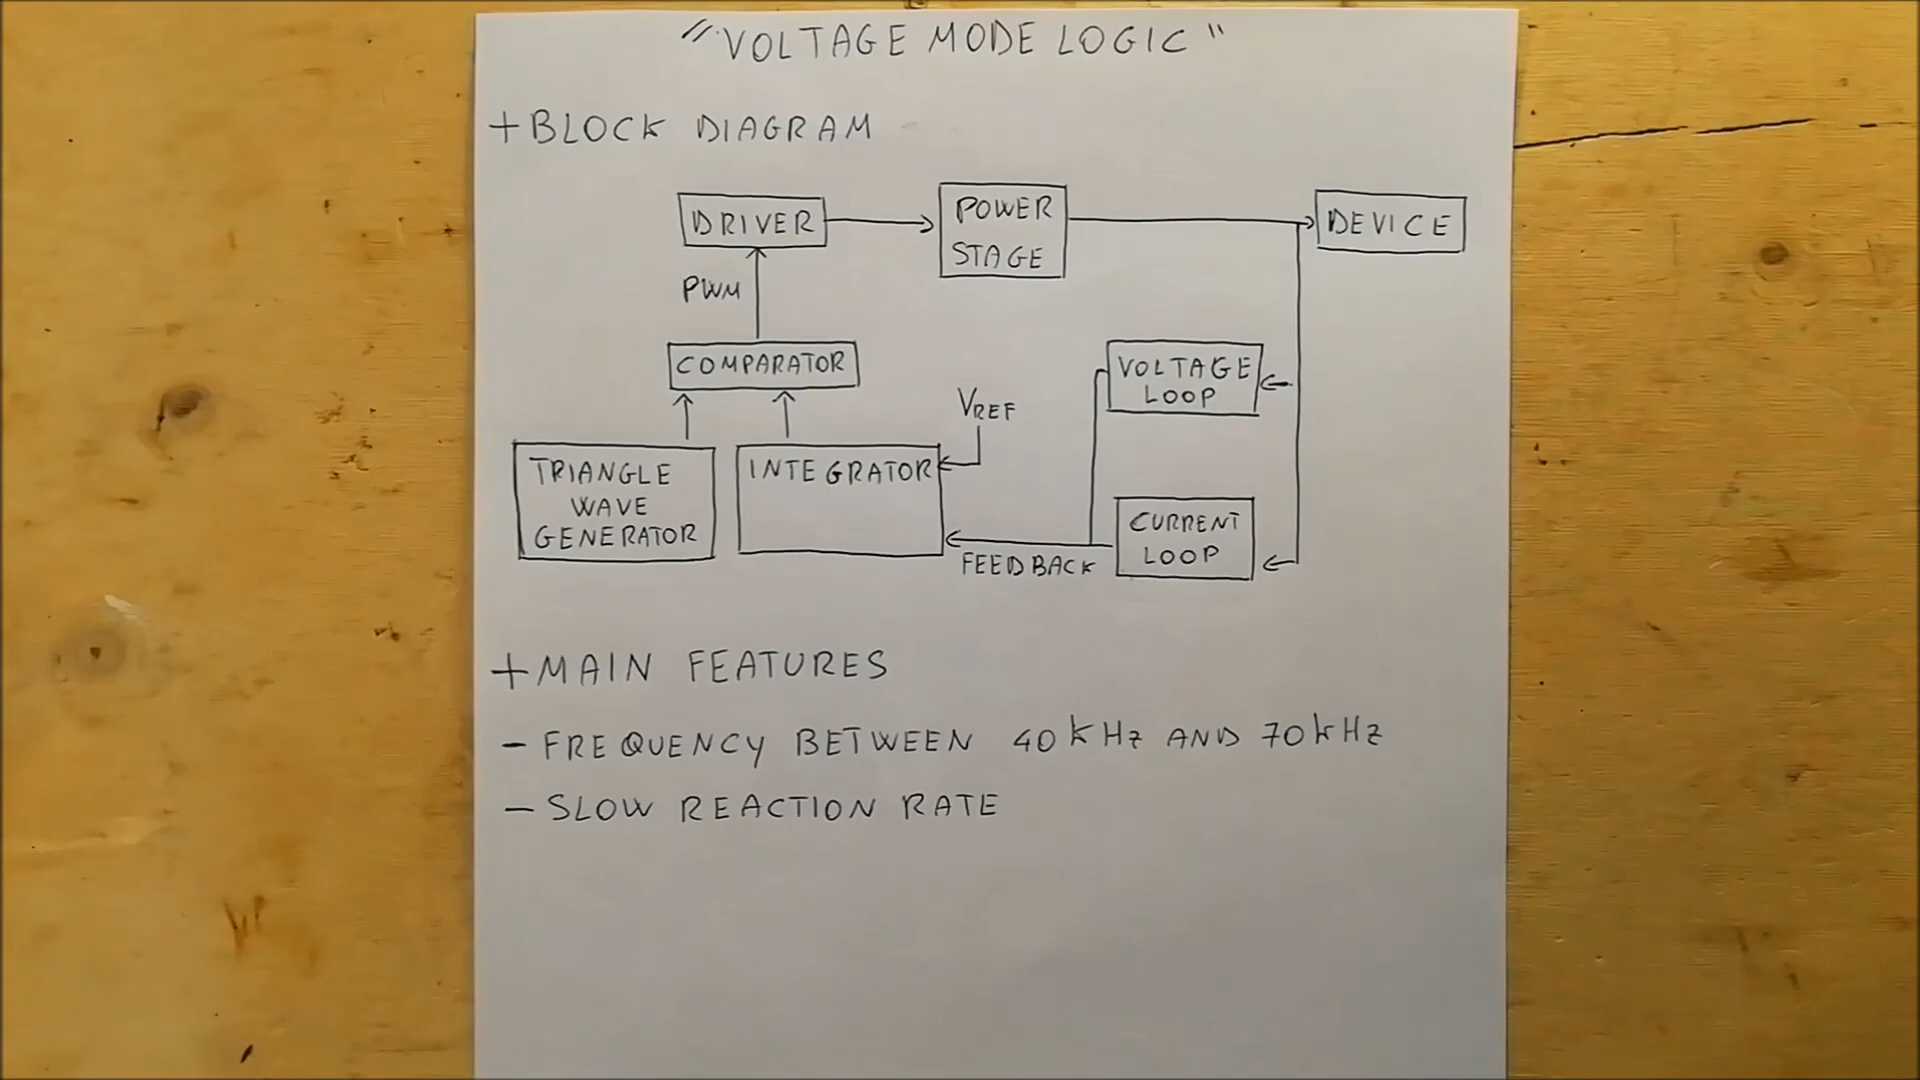 "VOLTAGE MODE LOGIC"
+ BLOCK DIAGRAM
DRIVER
POWER
STAGE
DEVICE
PWM
COMPARATOR
VOLTAGE
LOOP
VREF
TRIANGLE
WAVE
GENERATOR
INTEGRATOR
CURRENT
LOOP
FEEDBACK
+ MAIN FEATURES
- FREQUENCY BETWEEN 40kHz AND 70kHz
- SLOW REACTION RATE